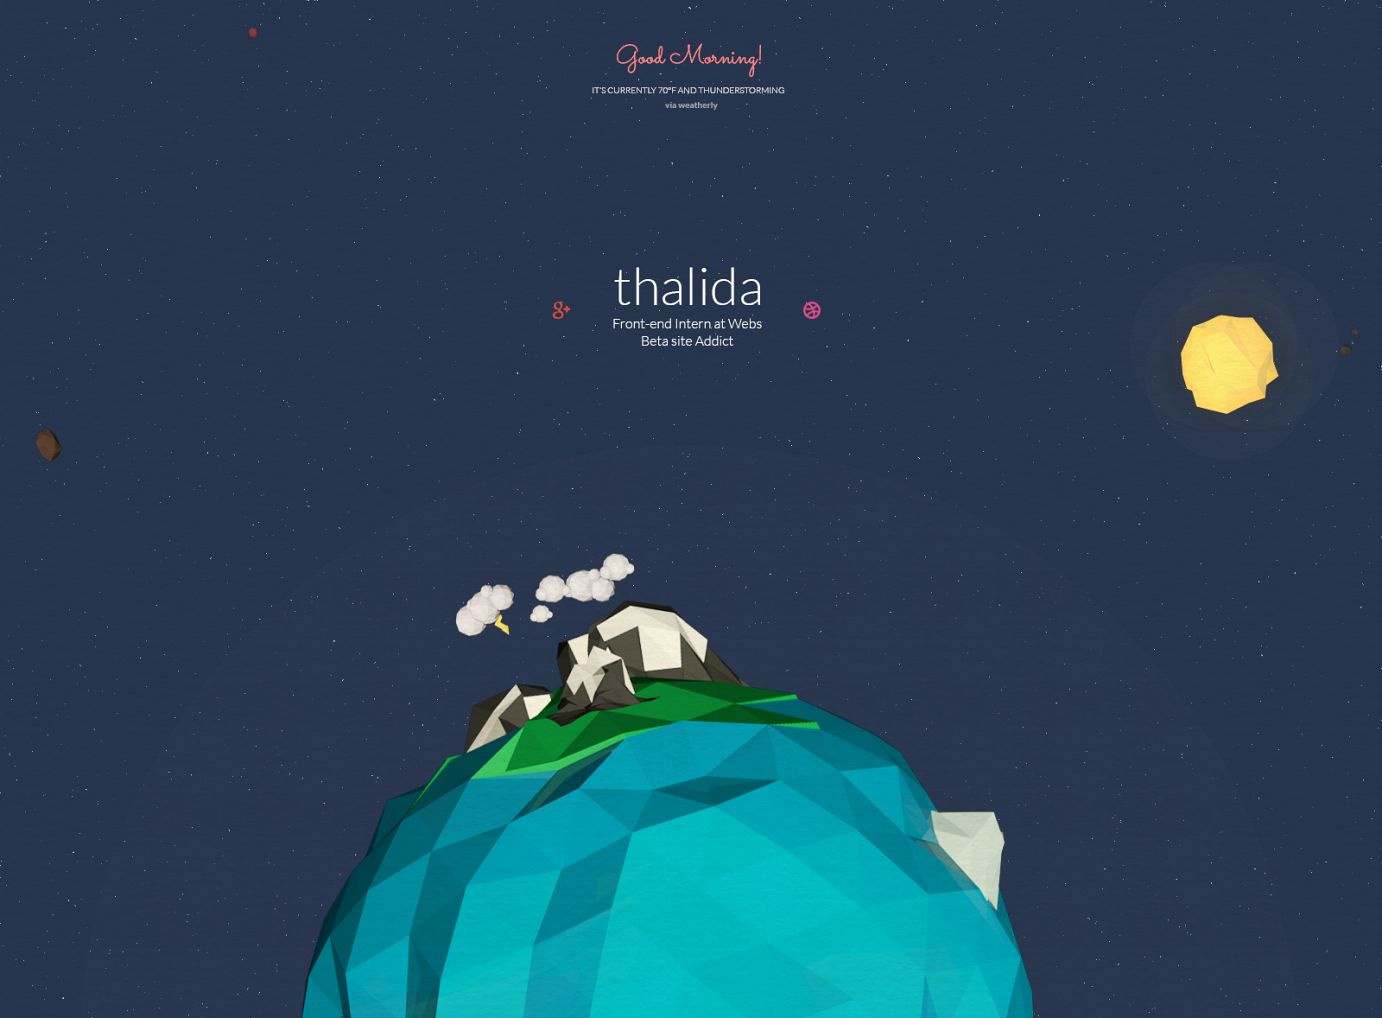 Good Morning!
IT'S CURRENTLY 70°F AND THUNDERSTORMING
via weatherly
thalida
g+
Front-end Intern at Webs
Beta site Addict